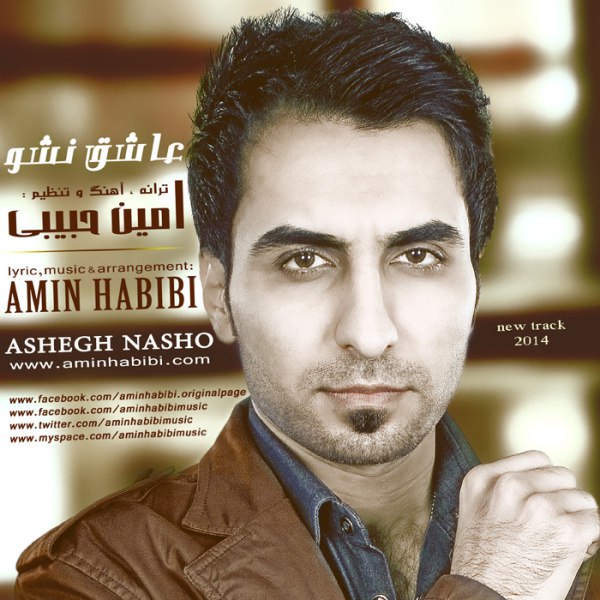 عاشق نشو
ترانه ، آهنگ و تنظیم :
امین حبیبی
lyric,music & arrangement:
AMIN HABIBI
ASHEGH NASHO
www.aminhabibi.com
www.facebook.com/aminhabibi.originalpage
www.facebook.com/aminhabibimusic
www.twitter.com/aminhabibimusic
www.myspace.com/aminhabibimusic
new track
2014